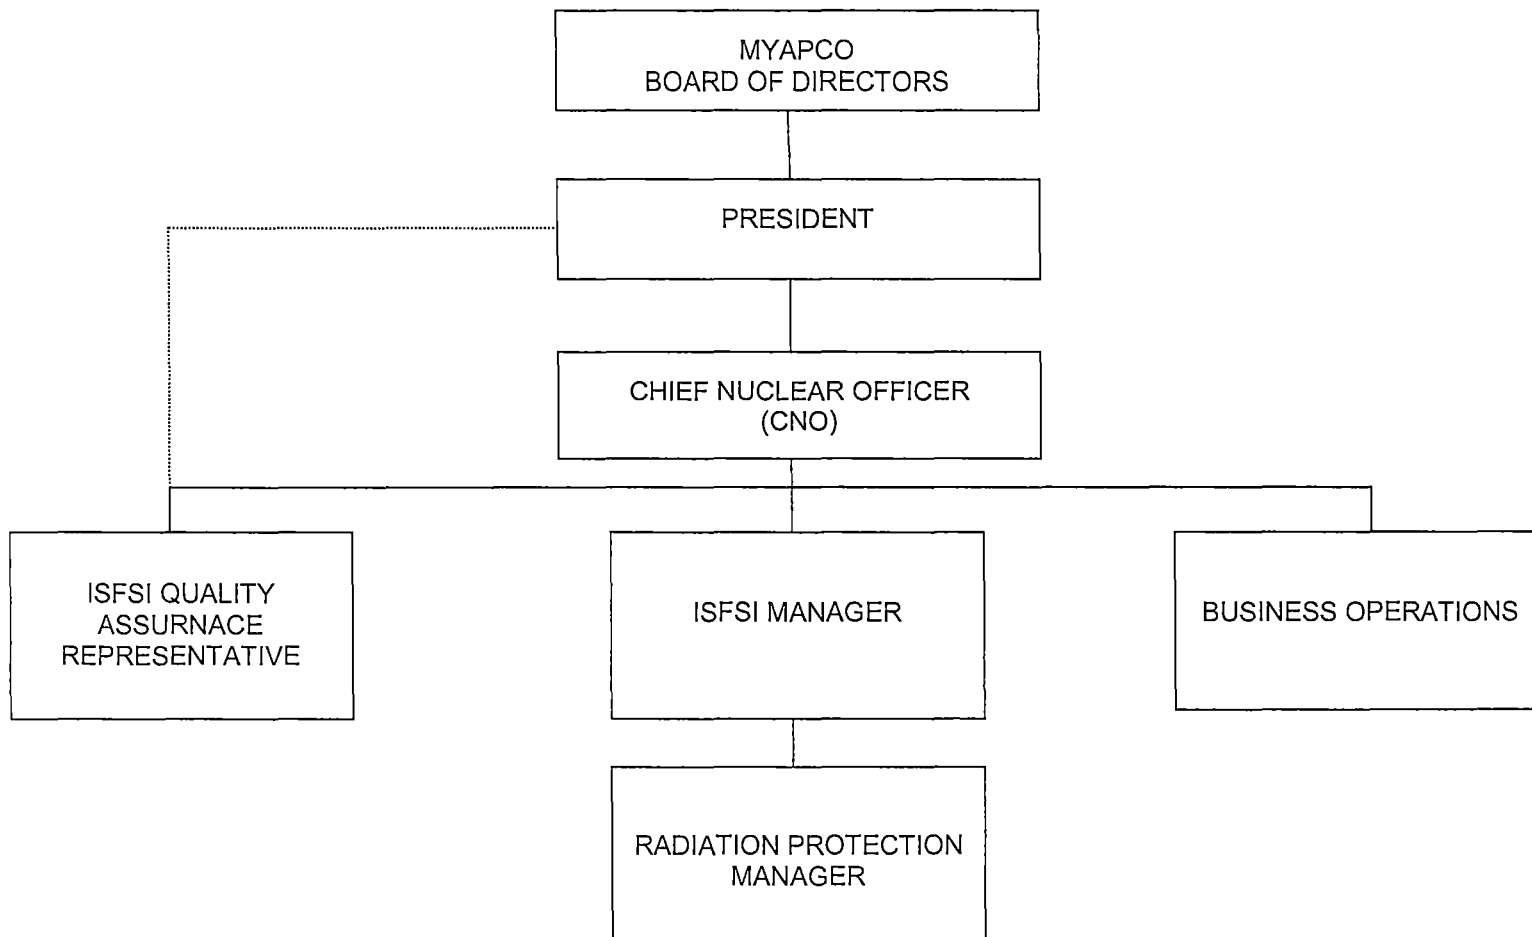 MYAPCO
BOARD OF DIRECTORS
PRESIDENT
CHIEF NUCLEAR OFFICER
(CNO)
ISFSI QUALITY
ASSURNACE
REPRESENTATIVE
ISFSI MANAGER
BUSINESS OPERATIONS
RADIATION PROTECTION
MANAGER